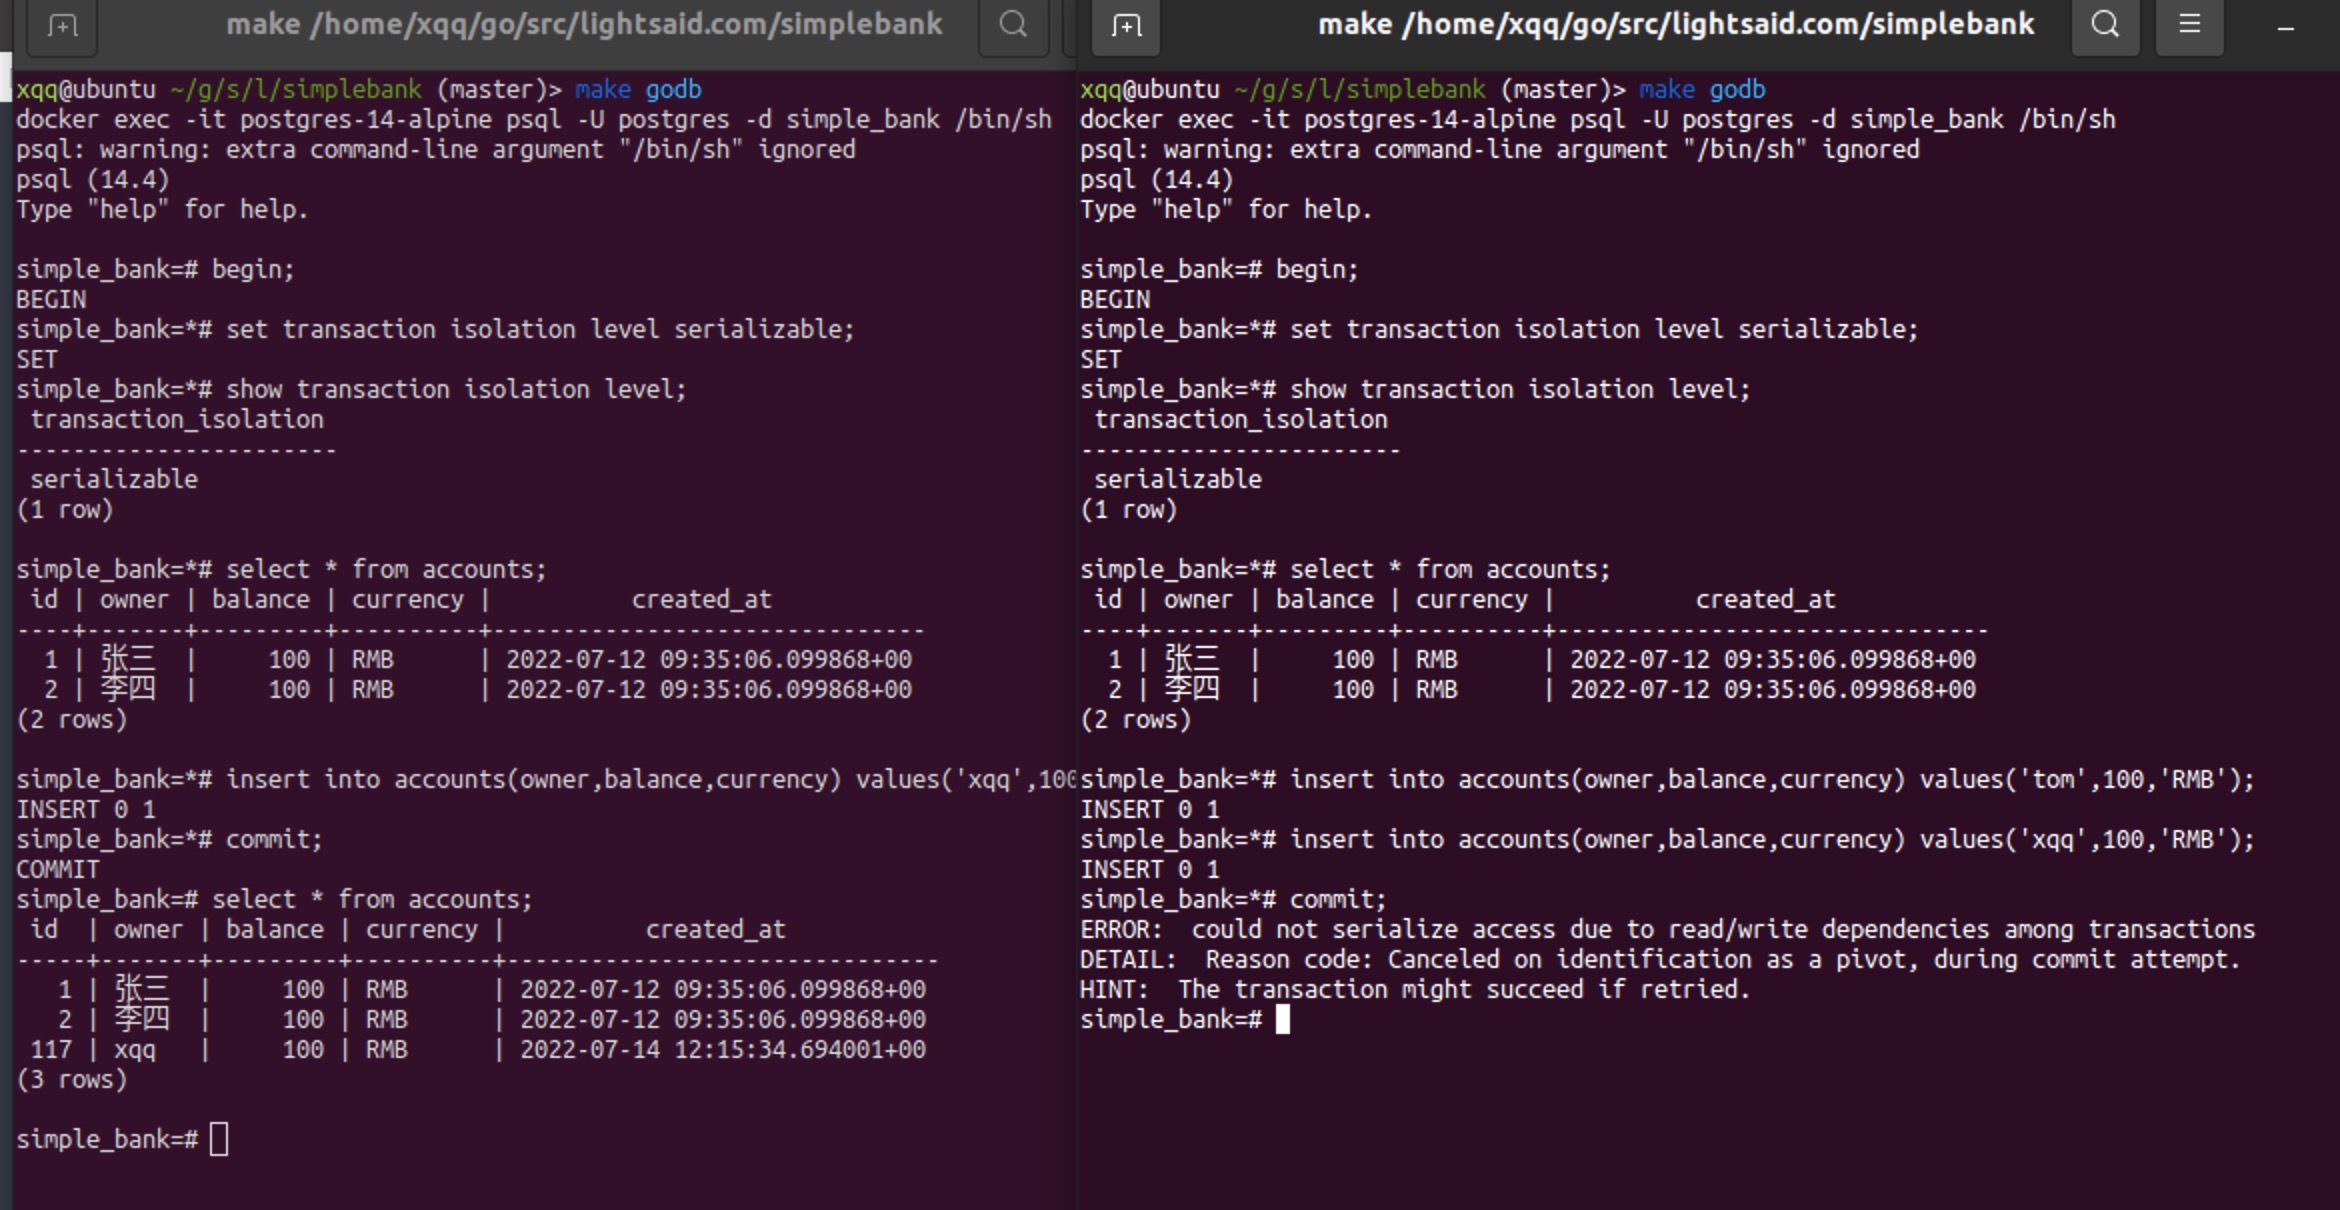 make /home/xqq/go/src/lightsaid.com/simplebank
xqq@ubuntu ~/g/s/l/simplebank (master)> make godb
docker exec -it postgres-14-alpine psql -U postgres -d simple_bank /bin/sh
psql: warning: extra command-line argument "/bin/sh" ignored
psql (14.4)
Type "help" for help.
simple_bank=# begin;
BEGIN
simple_bank=*# set transaction isolation level serializable;
SET
simple_bank=*# show transaction isolation level;
 transaction_isolation
-----------------------
 serializable
(1 row)
simple_bank=*# select * from accounts;
 id | owner | balance | currency |          created_at
----+-------+---------+----------+-------------------------------
  1 | 张三  |     100 | RMB      | 2022-07-12 09:35:06.099868+00
  2 | 李四  |     100 | RMB      | 2022-07-12 09:35:06.099868+00
(2 rows)
simple_bank=*# insert into accounts(owner,balance,currency) values('xqq',100
INSERT 0 1
simple_bank=*# commit;
COMMIT
simple_bank=# select * from accounts;
 id  | owner | balance | currency |          created_at
-----+-------+---------+----------+-------------------------------
   1 | 张三  |     100 | RMB      | 2022-07-12 09:35:06.099868+00
   2 | 李四  |     100 | RMB      | 2022-07-12 09:35:06.099868+00
 117 | xqq   |     100 | RMB      | 2022-07-14 12:15:34.694001+00
(3 rows)
simple_bank=#
make /home/xqq/go/src/lightsaid.com/simplebank
xqq@ubuntu ~/g/s/l/simplebank (master)> make godb
docker exec -it postgres-14-alpine psql -U postgres -d simple_bank /bin/sh
psql: warning: extra command-line argument "/bin/sh" ignored
psql (14.4)
Type "help" for help.
simple_bank=# begin;
BEGIN
simple_bank=*# set transaction isolation level serializable;
SET
simple_bank=*# show transaction isolation level;
 transaction_isolation
-----------------------
 serializable
(1 row)
simple_bank=*# select * from accounts;
 id | owner | balance | currency |          created_at
----+-------+---------+----------+-------------------------------
  1 | 张三  |     100 | RMB      | 2022-07-12 09:35:06.099868+00
  2 | 李四  |     100 | RMB      | 2022-07-12 09:35:06.099868+00
(2 rows)
simple_bank=*# insert into accounts(owner,balance,currency) values('tom',100,'RMB');
INSERT 0 1
simple_bank=*# insert into accounts(owner,balance,currency) values('xqq',100,'RMB');
INSERT 0 1
simple_bank=*# commit;
ERROR:  could not serialize access due to read/write dependencies among transactions
DETAIL:  Reason code: Canceled on identification as a pivot, during commit attempt.
HINT:  The transaction might succeed if retried.
simple_bank=#